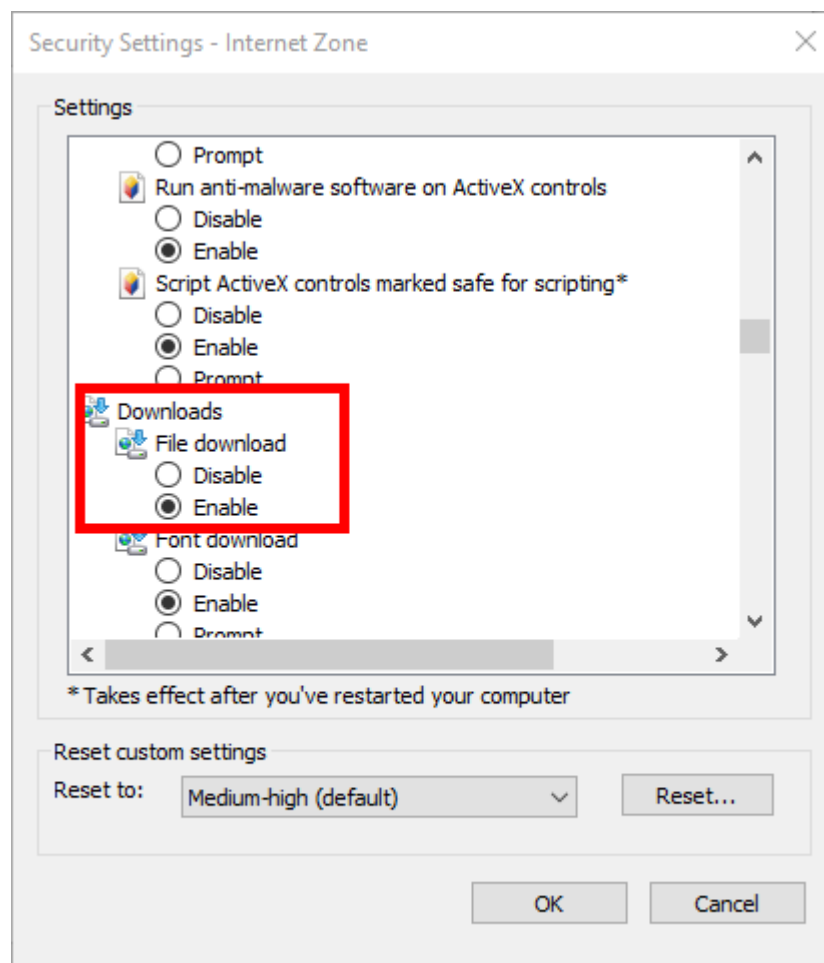 Security Settings - Internet Zone
Settings
Prompt
Run anti-malware software on ActiveX controls
Disable
Enable
Script ActiveX controls marked safe for scripting*
Disable
Enable
Prompt
Downloads
File download
Disable
Enable
Font download
Disable
Enable
Prompt
* Takes effect after you've restarted your computer
Reset custom settings
Reset to: Medium-high (default) Reset...
OK Cancel